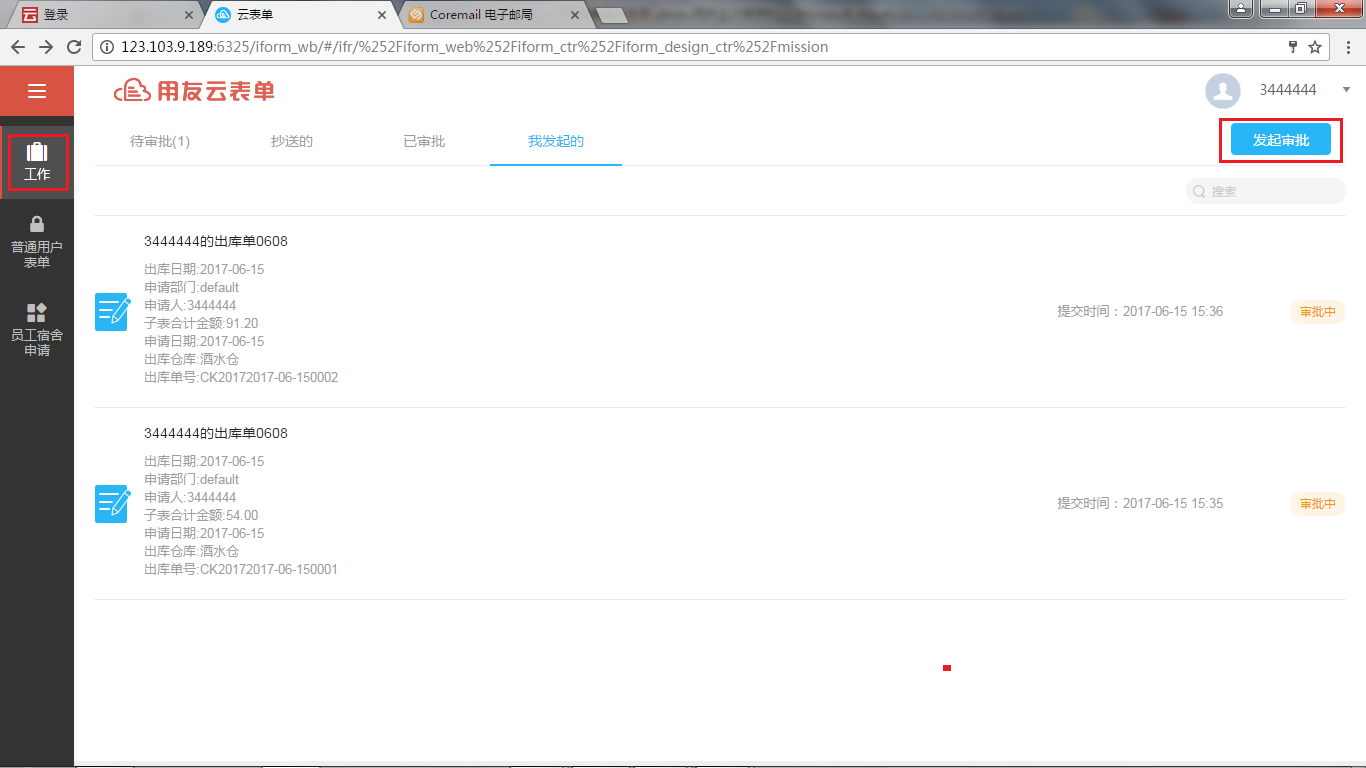 登录
云表单
Coremail 电子邮局
123.103.9.189:6325/iform_wb/#/ifr/%252Fiform_web%252Fiform_ctr%252Fiform_design_ctr%252Fmission
用友云表单
3444444
工作
普通用户
表单
员工宿舍
申请
待审批(1)
抄送的
已审批
我发起的
发起审批
搜索
3444444的出库单0608
出库日期:2017-06-15
申请部门:default
申请人:3444444
子表合计金额:91.20
申请日期:2017-06-15
出库仓库:酒水仓
出库单号:CK20172017-06-150002
提交时间：2017-06-15 15:36
审批中
3444444的出库单0608
出库日期:2017-06-15
申请部门:default
申请人:3444444
子表合计金额:54.00
申请日期:2017-06-15
出库仓库:酒水仓
出库单号:CK20172017-06-150001
提交时间：2017-06-15 15:35
审批中